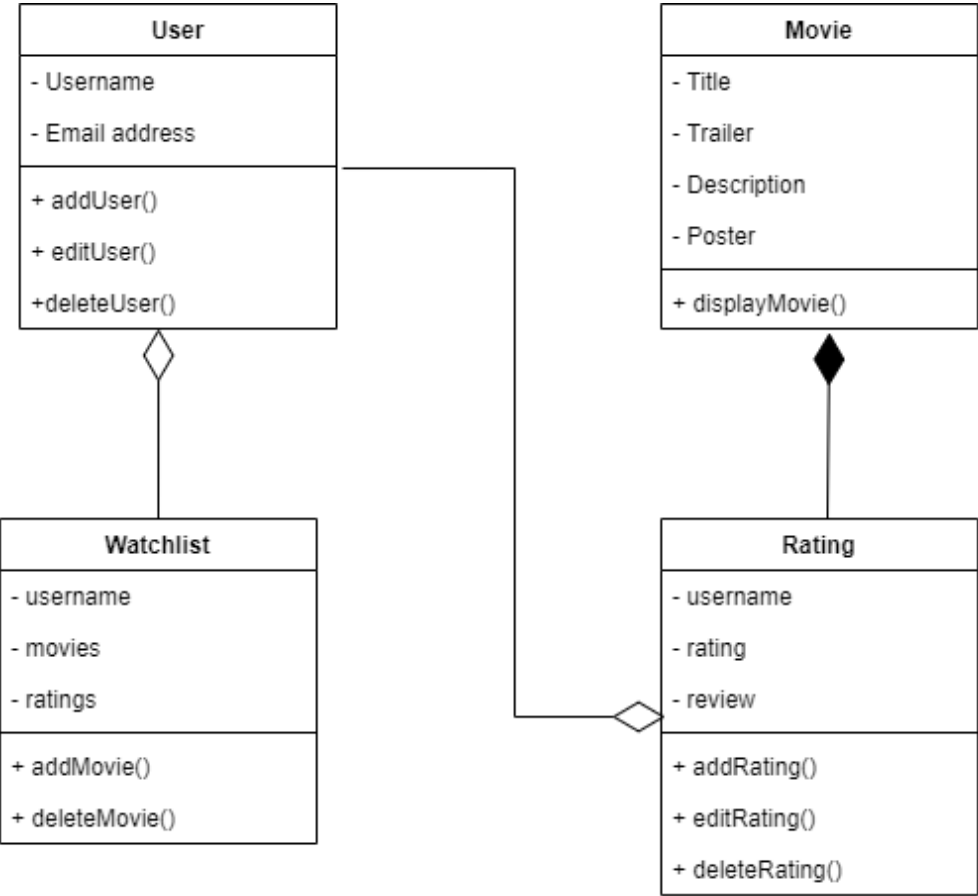 User
- Username
- Email address
+ addUser()
+ editUser()
+deleteUser()
Movie
- Title
- Trailer
- Description
- Poster
+ displayMovie()
Watchlist
- username
- movies
- ratings
+ addMovie()
+ deleteMovie()
Rating
- username
- rating
- review
+ addRating()
+ editRating()
+ deleteRating()